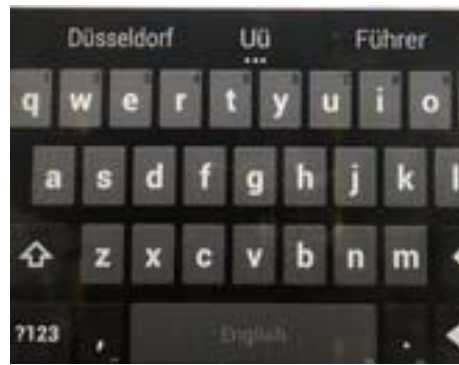 Düsseldorf Uü Führer
q w e r t y u i o
a s d f g h j k l
z x c v b n m
?123 , English .